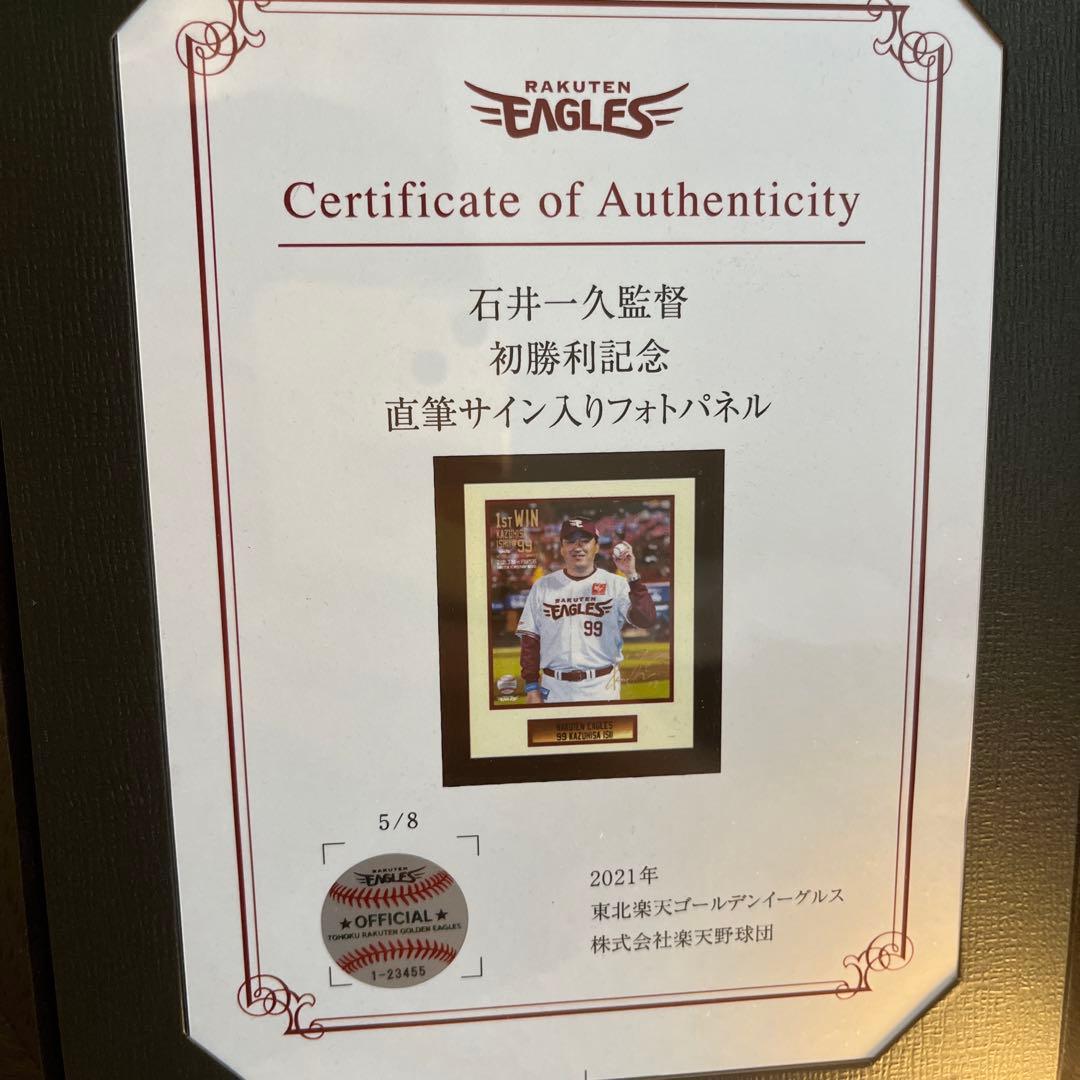 RAKUTEN
EAGLES
Certificate of Authenticity
石井一久監督
初勝利記念
直筆サイン入りフォトパネル
1ST WIN
KAZUHISA
ISHII 99
RAKUTEN
EAGLES
99
RAKUTEN EAGLES
99 KAZUHISA ISHII
5/8
RAKUTEN
EAGLES
★OFFICIAL★
TOHOKU RAKUTEN GOLDEN EAGLES
1-23455
2021年
東北楽天ゴールデンイーグルス
株式会社楽天野球団